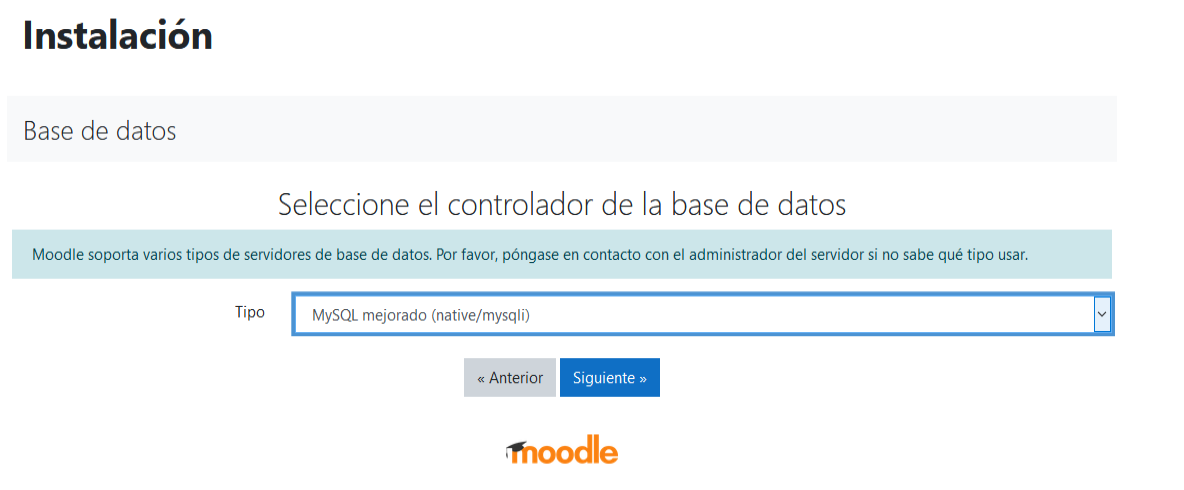 Instalación
Base de datos
Seleccione el controlador de la base de datos
Moodle soporta varios tipos de servidores de base de datos. Por favor, póngase en contacto con el administrador del servidor si no sabe qué tipo usar.
Tipo
MySQL mejorado (native/mysqli)
« Anterior Siguiente »
moodle